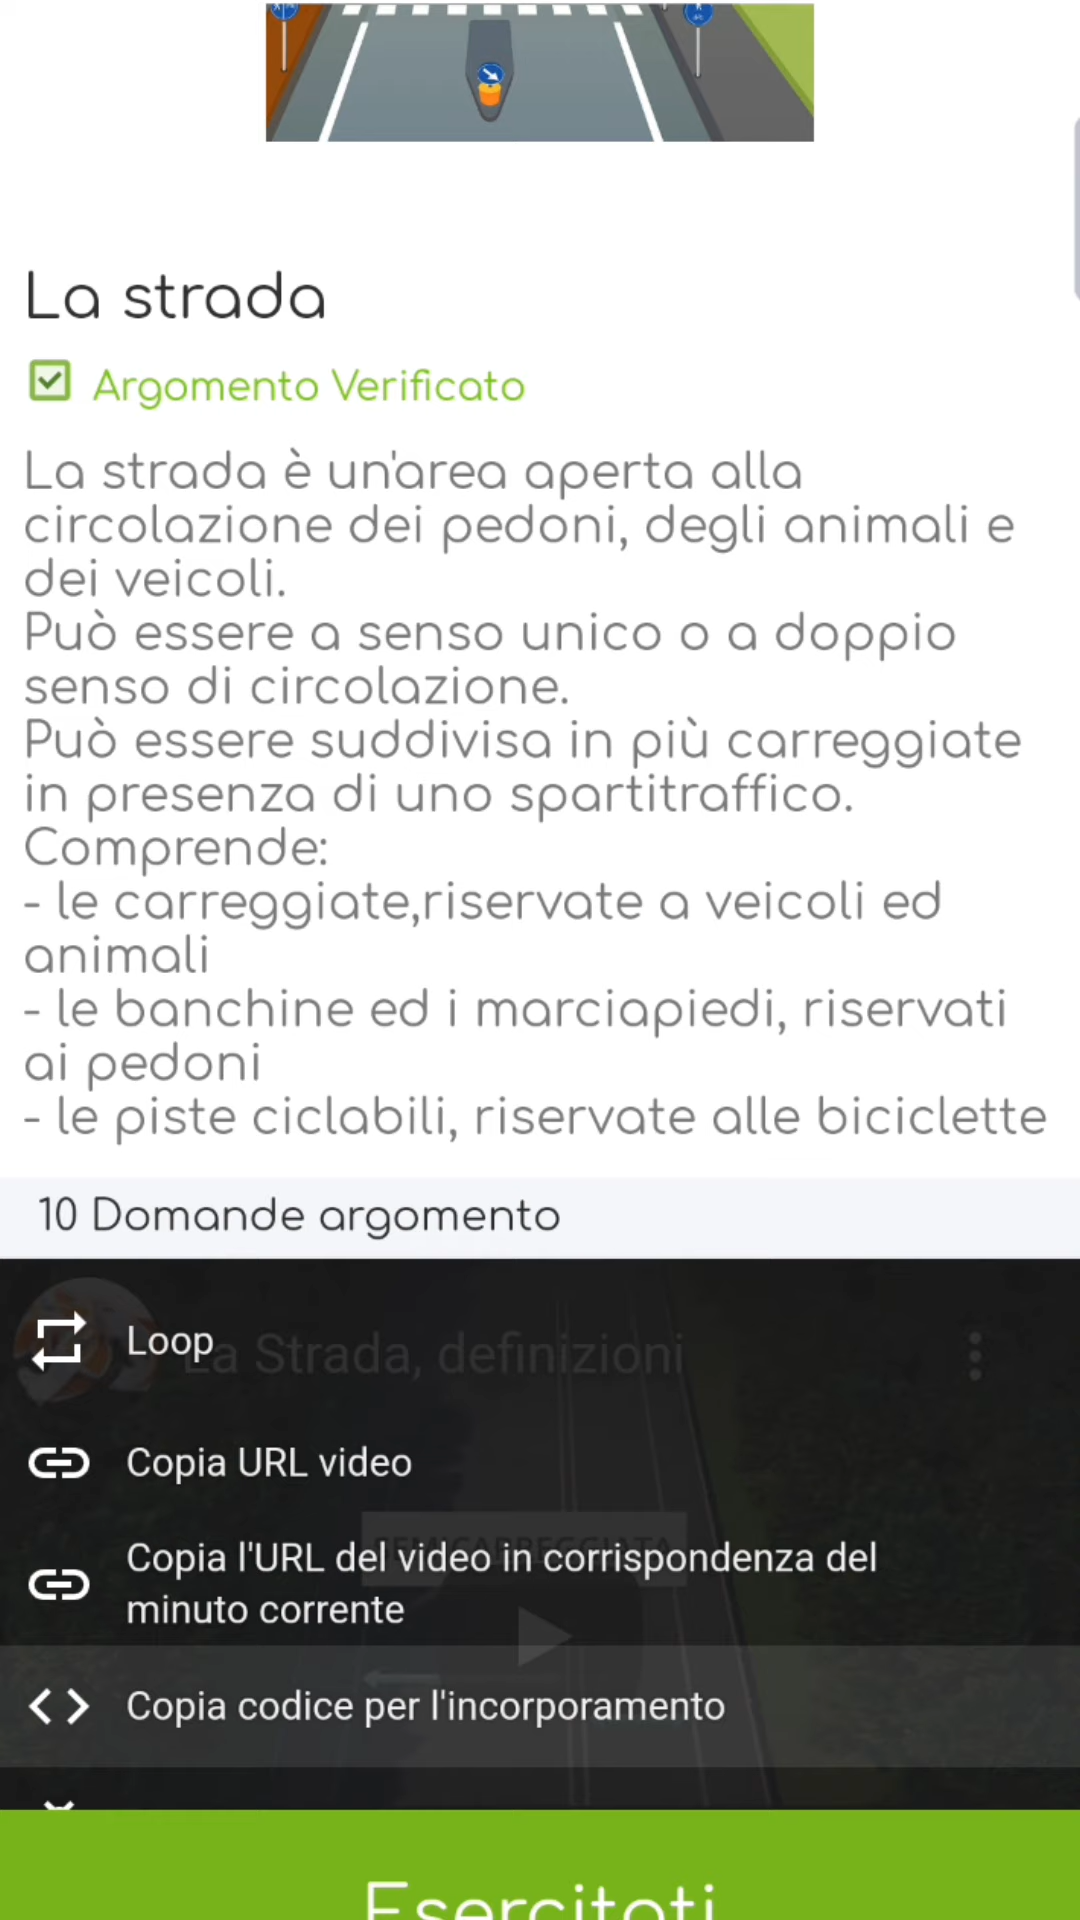 La strada
Argomento Verificato
La strada è un'area aperta alla
circolazione dei pedoni, degli animali e
dei veicoli.
Può essere a senso unico o a doppio
senso di circolazione.
Può essere suddivisa in più carreggiate
in presenza di uno spartitraffico.
Comprende:
- le carreggiate,riservate a veicoli ed
animali
- le banchine ed i marciapiedi, riservati
ai pedoni
- le piste ciclabili, riservate alle biciclette
10 Domande argomento
Loop
La Strada, definizioni
Copia URL video
Copia l'URL del video in corrispondenza del
minuto corrente
Copia codice per l'incorporamento
Esercitati